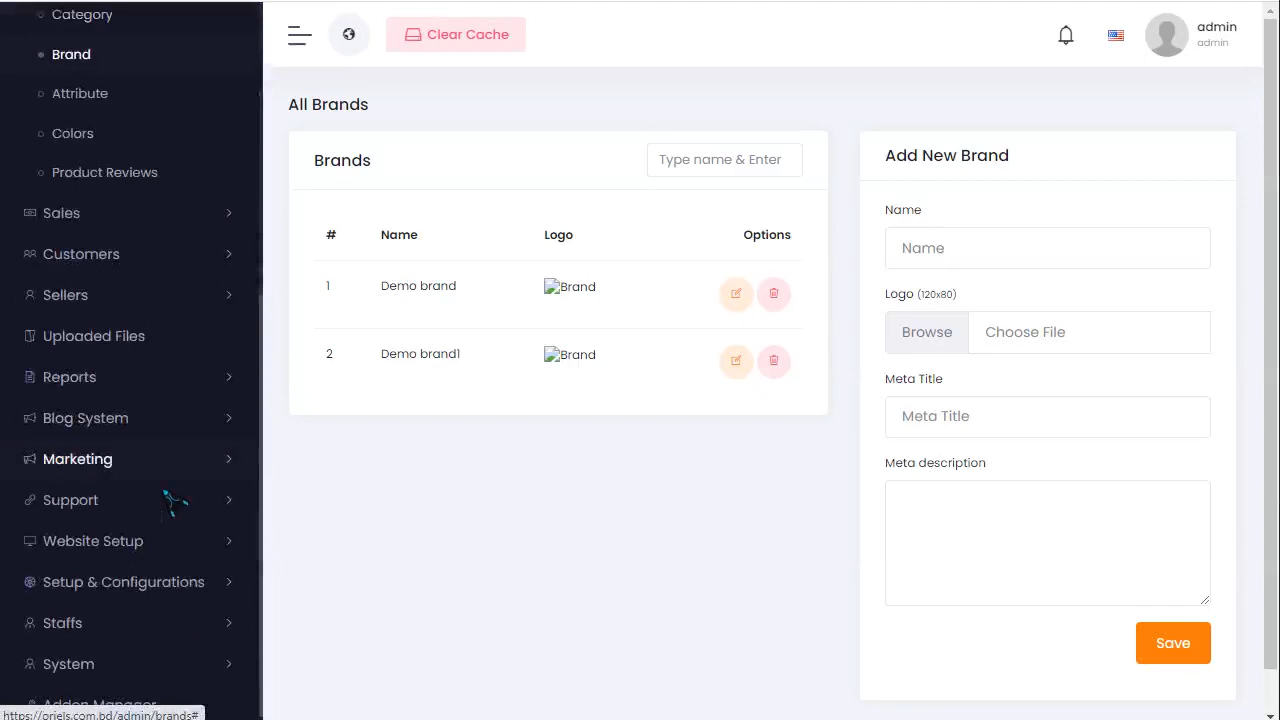 Category
Brand
Attribute
Colors
Product Reviews
Sales
Customers
Sellers
Uploaded Files
Reports
Blog System
Marketing
Support
Website Setup
Setup & Configurations
Staffs
System
Addon Manager
https://oriels.com.bd/admin/brands#
Clear Cache
admin
admin
All Brands
Brands
Type name & Enter
# Name Logo Options
1 Demo brand Brand
2 Demo brand1 Brand
Add New Brand
Name
Name
Logo (120x80)
Browse Choose File
Meta Title
Meta Title
Meta description
Save